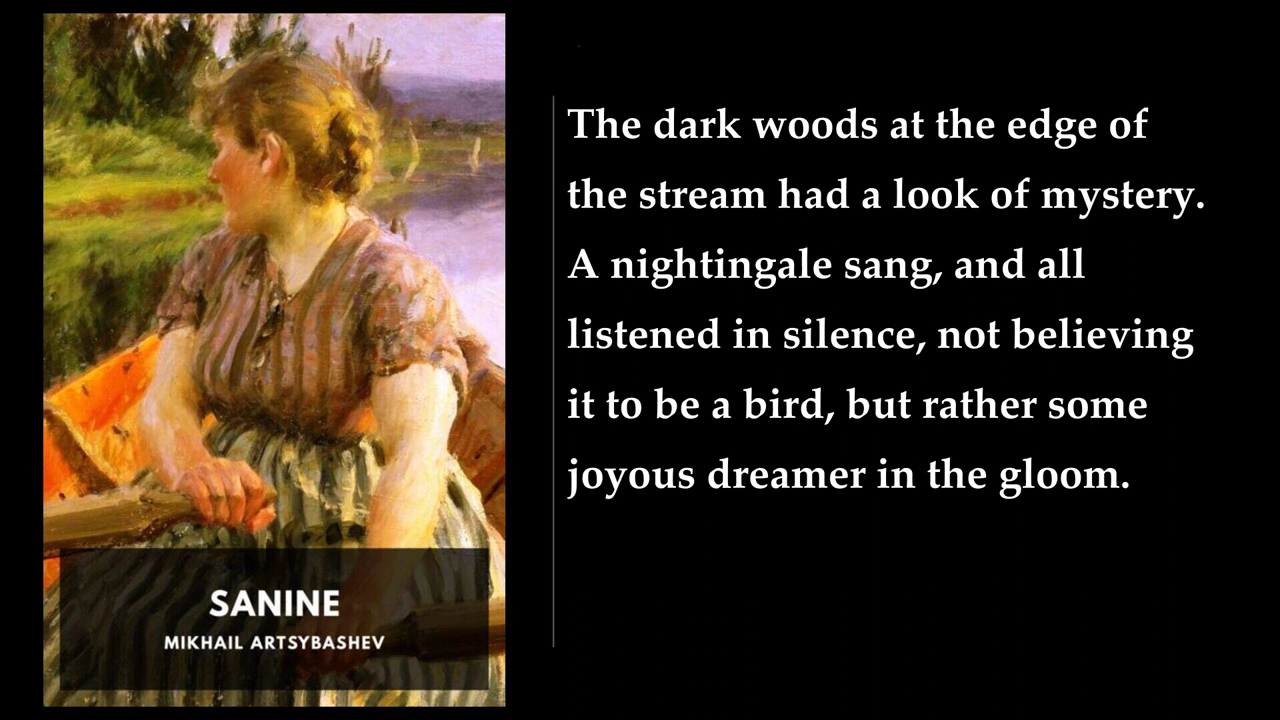 SANINE
MIKHAIL ARTSYBASHEV
The dark woods at the edge of
the stream had a look of mystery.
A nightingale sang, and all
listened in silence, not believing
it to be a bird, but rather some
joyous dreamer in the gloom.